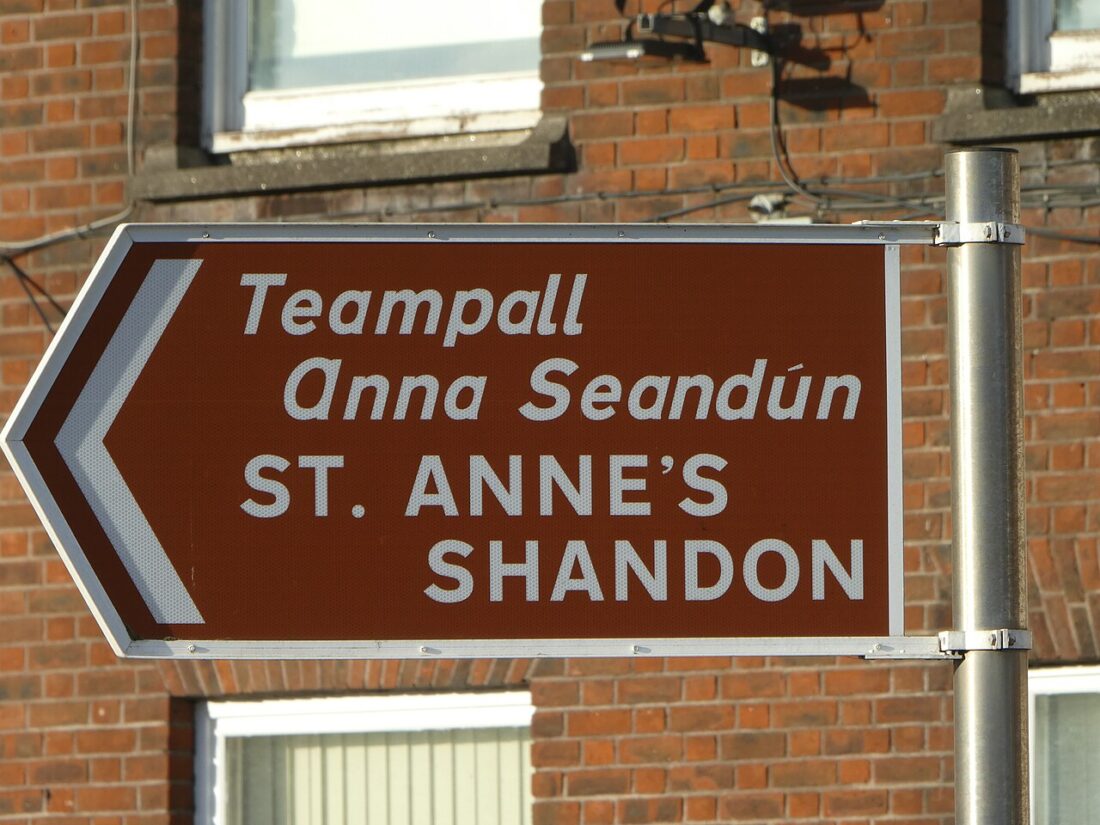 Teampall
Anna Seandún
ST. ANNE'S
SHANDON